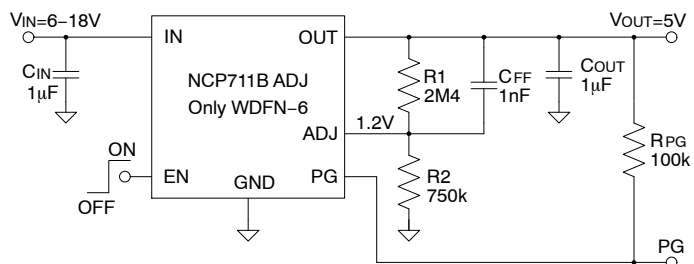 VIN=6–18V
VOUT=5V
IN
OUT
CIN
1μF
NCP711B ADJ
Only WDFN–6
R1
2M4
CFF
1nF
COUT
1μF
1.2V
ADJ
RPG
100k
ON
OFF
EN
GND
PG
R2
750k
PG